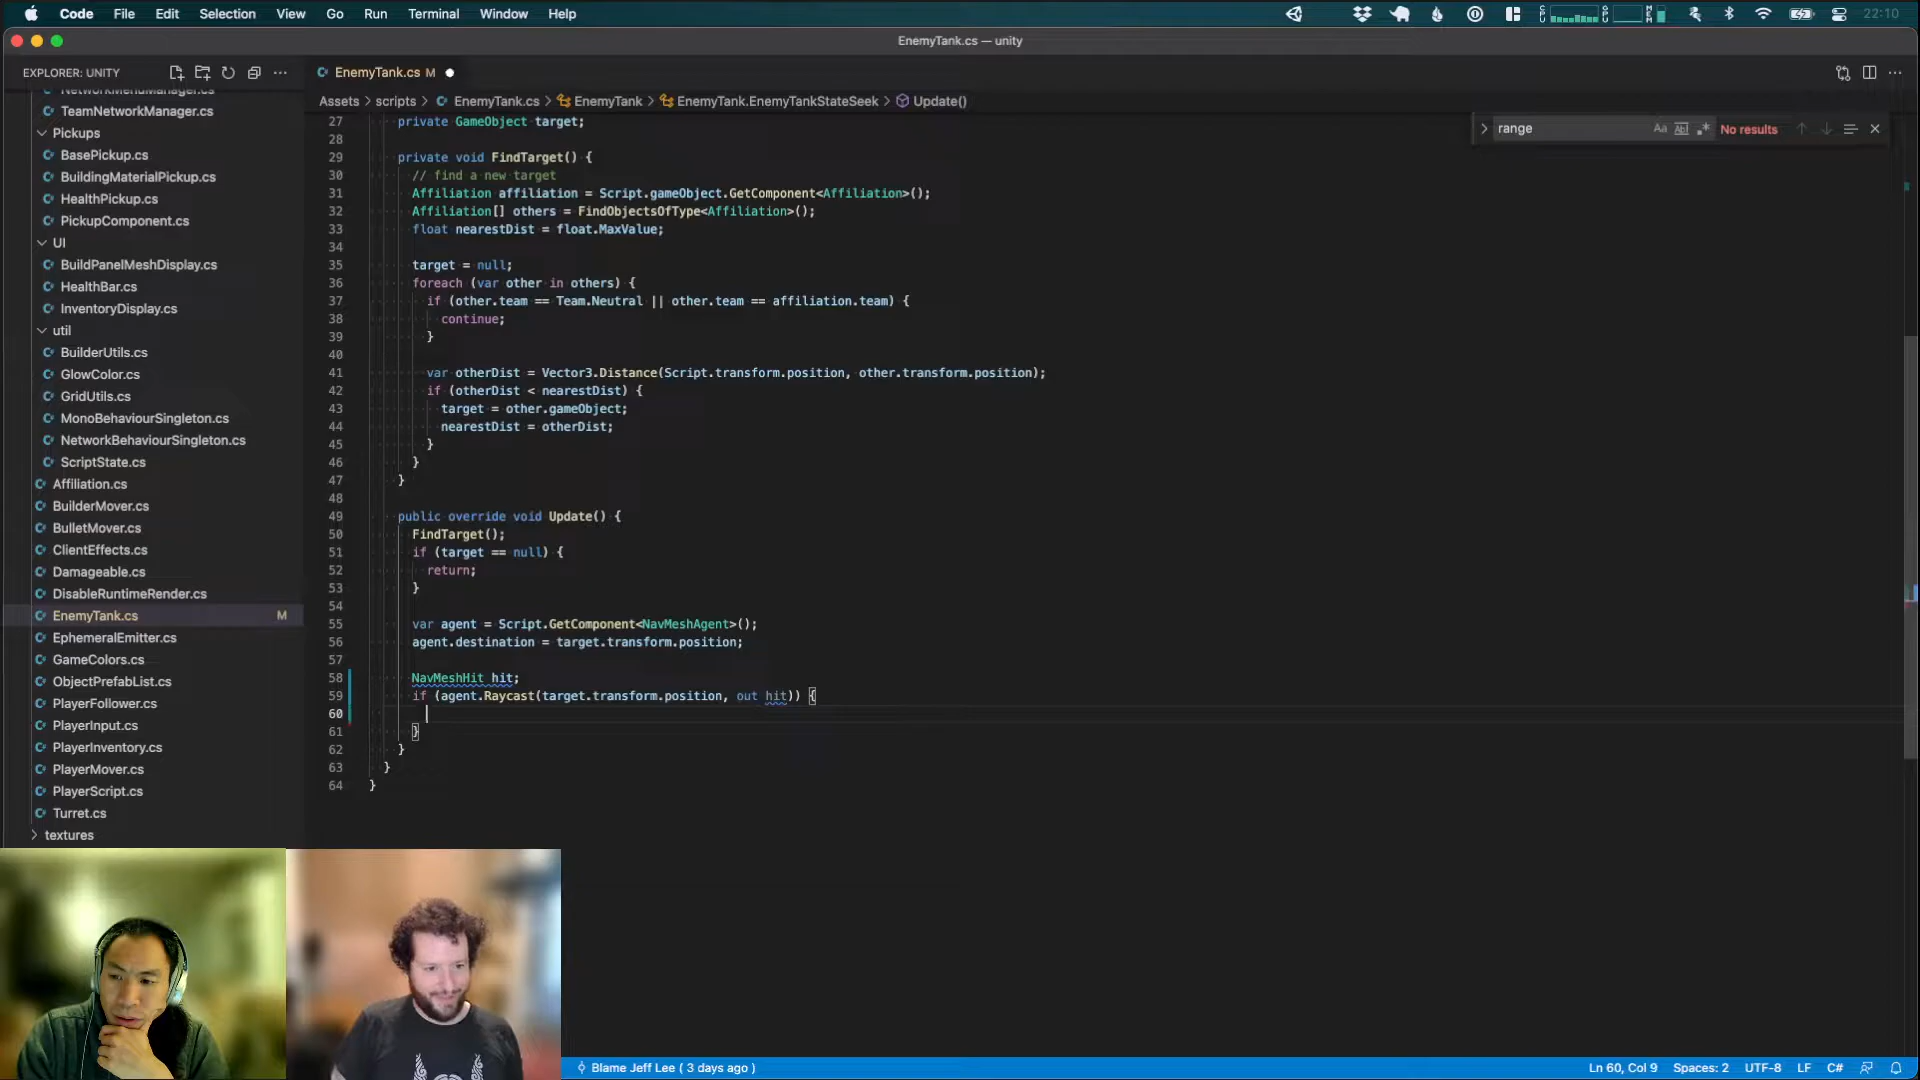 Code File Edit Selection View Go Run Terminal Window Help 22:10
EnemyTank.cs — unity
EXPLORER: UNITY
NetworkMenuManager.cs
TeamNetworkManager.cs
Pickups
BasePickup.cs
BuildingMaterialPickup.cs
HealthPickup.cs
PickupComponent.cs
UI
BuildPanelMeshDisplay.cs
HealthBar.cs
InventoryDisplay.cs
util
BuilderUtils.cs
GlowColor.cs
GridUtils.cs
MonoBehaviourSingleton.cs
NetworkBehaviourSingleton.cs
ScriptState.cs
Affiliation.cs
BuilderMover.cs
BulletMover.cs
ClientEffects.cs
Damageable.cs
DisableRuntimeRender.cs
EnemyTank.cs M
EphemeralEmitter.cs
GameColors.cs
ObjectPrefabList.cs
PlayerFollower.cs
PlayerInput.cs
PlayerInventory.cs
PlayerMover.cs
PlayerScript.cs
Turret.cs
textures
EnemyTank.cs M
Assets > scripts > EnemyTank.cs > EnemyTank > EnemyTank.EnemyTankStateSeek > Update()
range Aa ab .* No results
27 private GameObject target;
28
29 private void FindTarget() {
30 // find a new target
31 Affiliation affiliation = Script.gameObject.GetComponent<Affiliation>();
32 Affiliation[] others = FindObjectsOfType<Affiliation>();
33 float nearestDist = float.MaxValue;
34
35 target = null;
36 foreach (var other in others) {
37 if (other.team == Team.Neutral || other.team == affiliation.team) {
38 continue;
39 }
40
41 var otherDist = Vector3.Distance(Script.transform.position, other.transform.position);
42 if (otherDist < nearestDist) {
43 target = other.gameObject;
44 nearestDist = otherDist;
45 }
46 }
47 }
48
49 public override void Update() {
50 FindTarget();
51 if (target == null) {
52 return;
53 }
54
55 var agent = Script.GetComponent<NavMeshAgent>();
56 agent.destination = target.transform.position;
57
58 NavMeshHit hit;
59 if (agent.Raycast(target.transform.position, out hit)) {
60
61 }
62 }
63 }
64 }
Blame Jeff Lee ( 3 days ago ) Ln 60, Col 9 Spaces: 2 UTF-8 LF C#